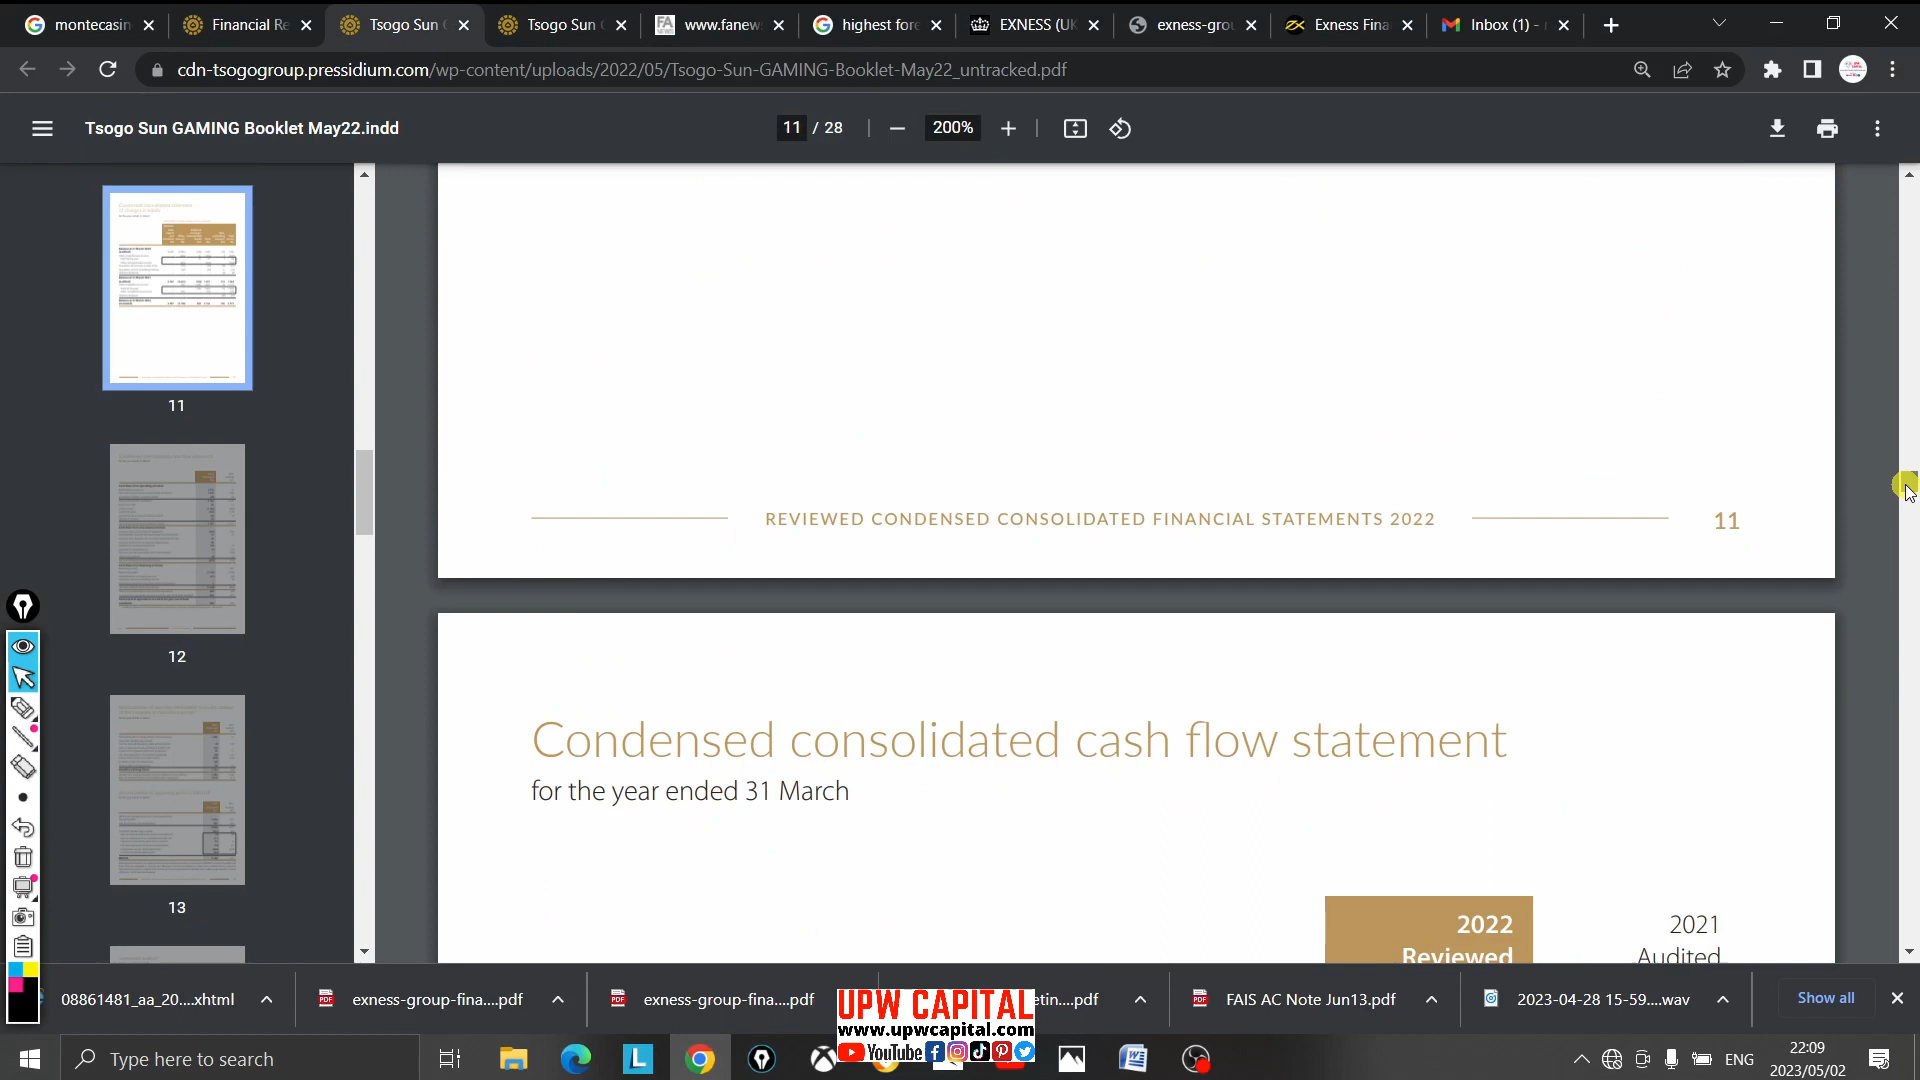 montecasin
Financial Re
Tsogo Sun G
Tsogo Sun G
www.fanew
highest fore
EXNESS (UK
exness-grou
Exness Fina
Inbox (1) -
cdn-tsogogroup.pressidium.com/wp-content/uploads/2022/05/Tsogo-Sun-GAMING-Booklet-May22_untracked.pdf
Tsogo Sun GAMING Booklet May22.indd
11 / 28
200%
11
12
13
REVIEWED CONDENSED CONSOLIDATED FINANCIAL STATEMENTS 2022
11
Condensed consolidated cash flow statement
for the year ended 31 March
2022
Reviewed
2021
Audited
08861481_aa_20....xhtml
exness-group-fina....pdf
exness-group-fina....pdf
etin....pdf
FAIS AC Note Jun13.pdf
2023-04-28 15-59....wav
Show all
UPW CAPITAL
www.upwcapital.com
YouTube
Type here to search
ENG
22:09
2023/05/02